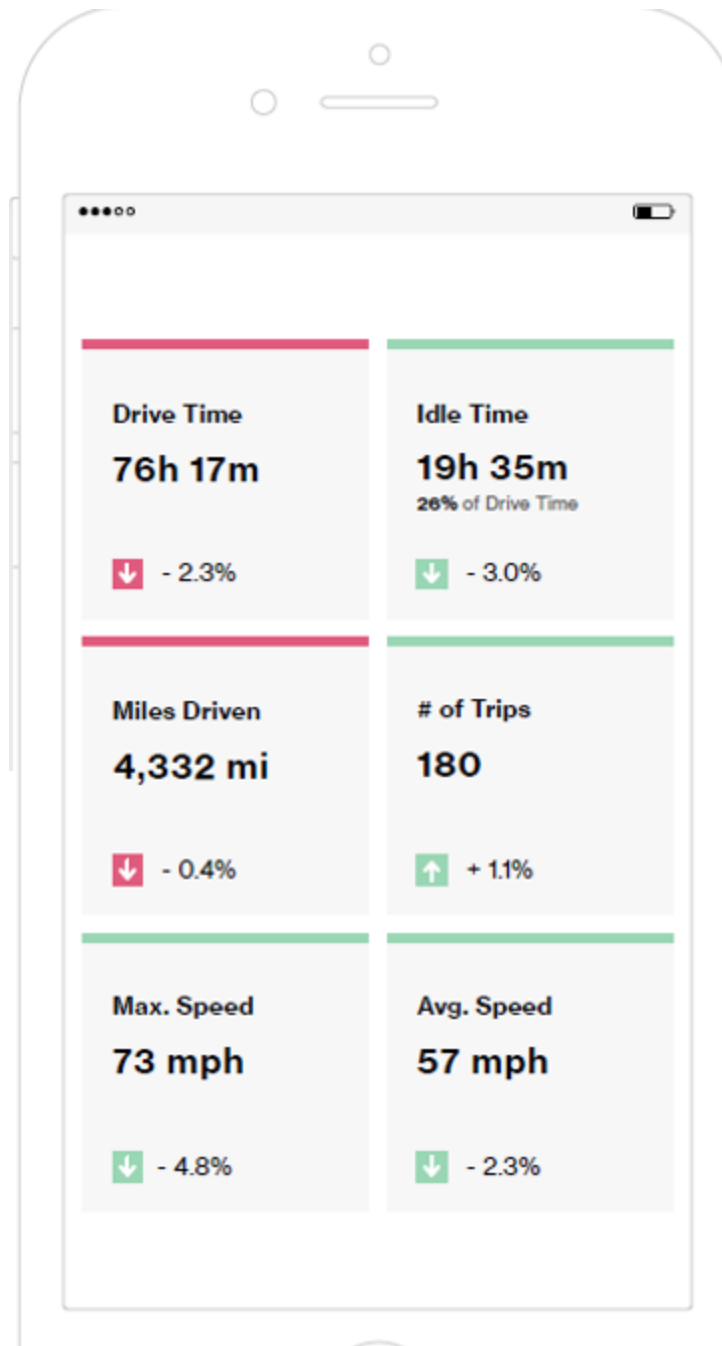 Drive Time
76h 17m
- 2.3%
Idle Time
19h 35m
26% of Drive Time
- 3.0%
Miles Driven
4,332 mi
- 0.4%
# of Trips
180
+ 1.1%
Max. Speed
73 mph
- 4.8%
Avg. Speed
57 mph
- 2.3%